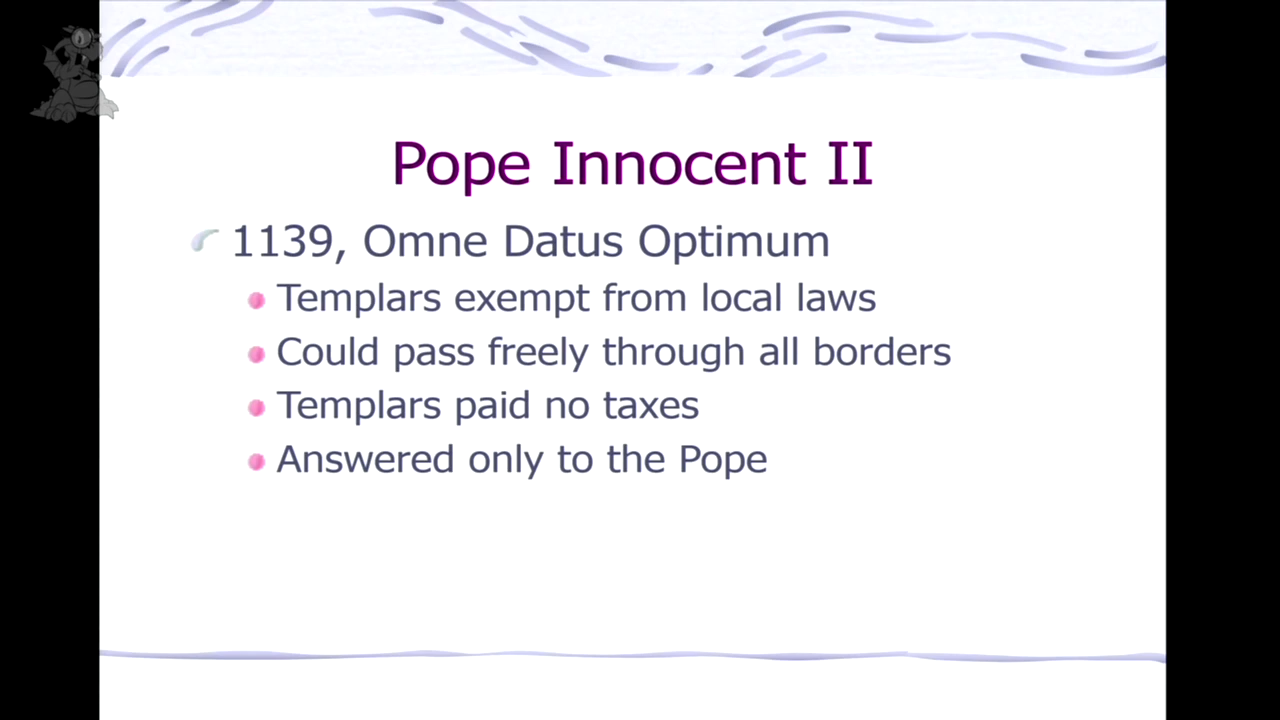 Pope Innocent II
1139, Omne Datus Optimum
Templars exempt from local laws
Could pass freely through all borders
Templars paid no taxes
Answered only to the Pope